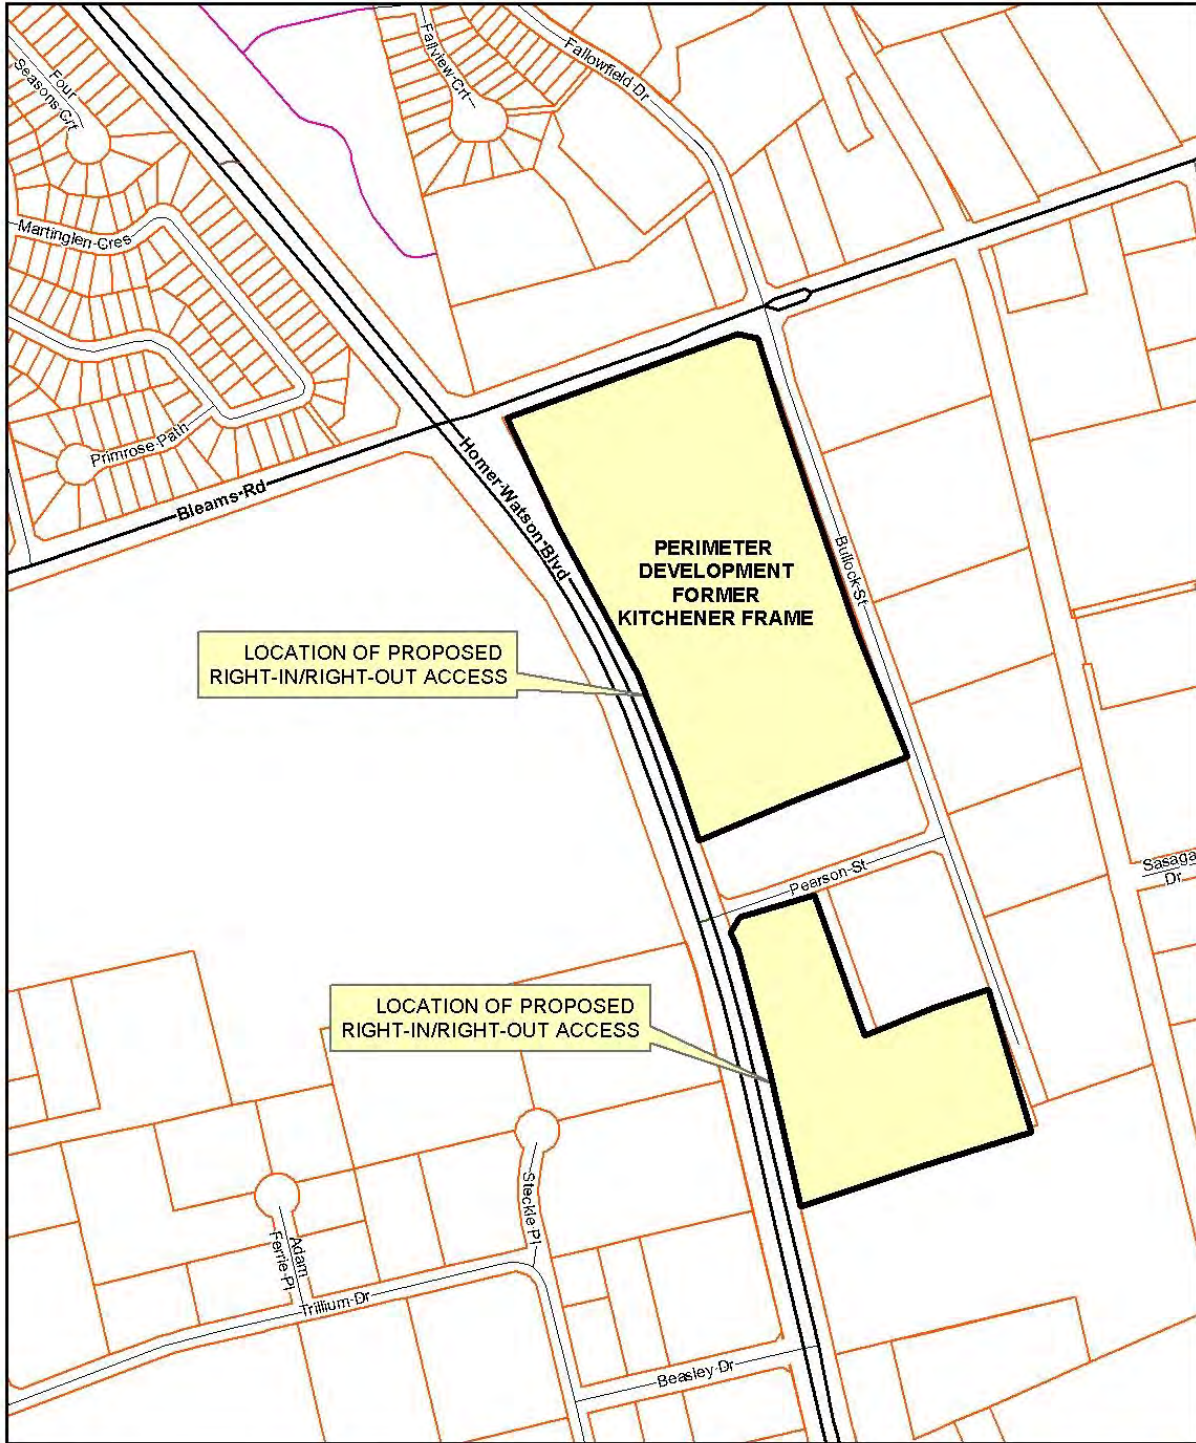 Four
Seasons Crt
Fallview Crt
Fallowfield Dr
Martinglen-Cres
Primrose-Path
Bleams-Rd
Homer-Watson-Blvd
PERIMETER
DEVELOPMENT
FORMER
KITCHENER FRAME
Bullock-St
LOCATION OF PROPOSED
RIGHT-IN/RIGHT-OUT ACCESS
Pearson-St
Sasaga
Dr
LOCATION OF PROPOSED
RIGHT-IN/RIGHT-OUT ACCESS
Steckle-Pl
Adam
Ferrie-Pl
Trillium-Dr
Beasley-Dr